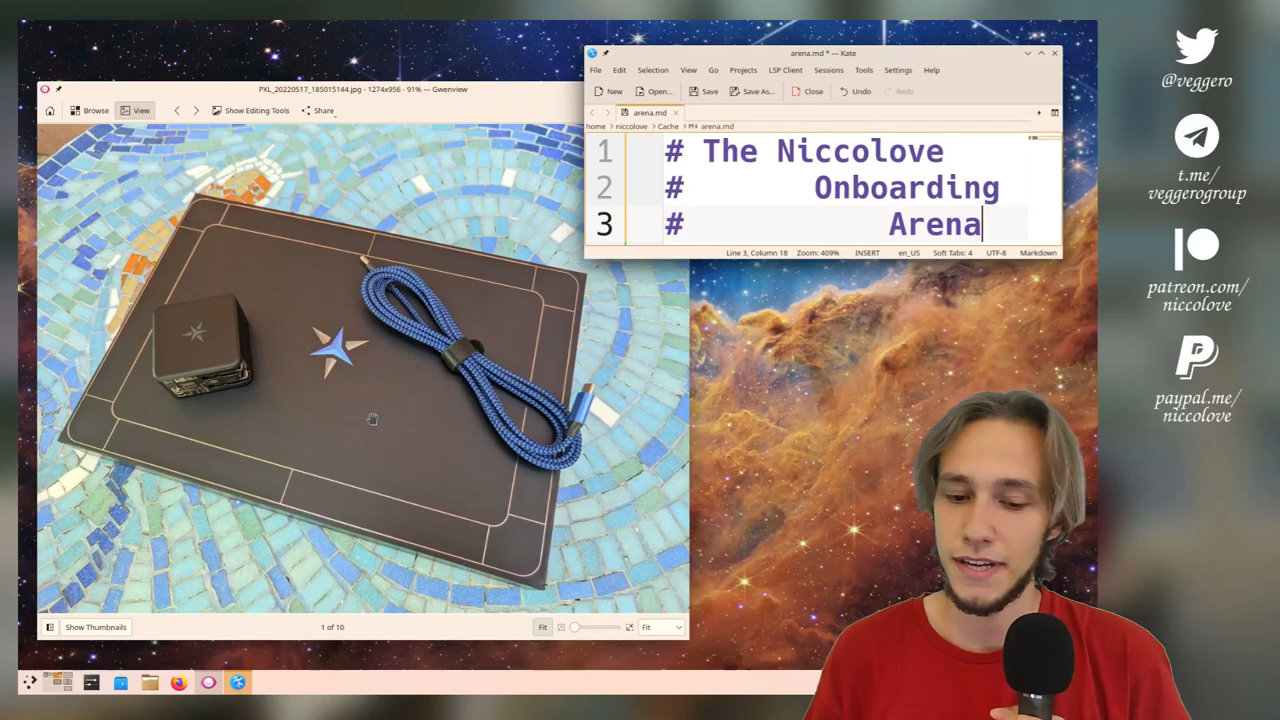 PXL_20220517_185015144.jpg - 1274x956 - 91% — Gwenview
Browse
View
Show Editing Tools
Share
Show Thumbnails
1 of 10
Fit
Fit
arena.md * — Kate
File Edit Selection View Go Projects LSP Client Sessions Tools Settings Help
New Open... Save Save As... Close Undo Redo
arena.md
home niccolove Cache arena.md
1 # The Niccolove
2 # Onboarding
3 # Arena
Line 3, Column 18 Zoom: 409% INSERT en_US Soft Tabs: 4 UTF-8 Markdown
@veggero
t.me/
veggerogroup
patreon.com/
niccolove
paypal.me/
niccolove